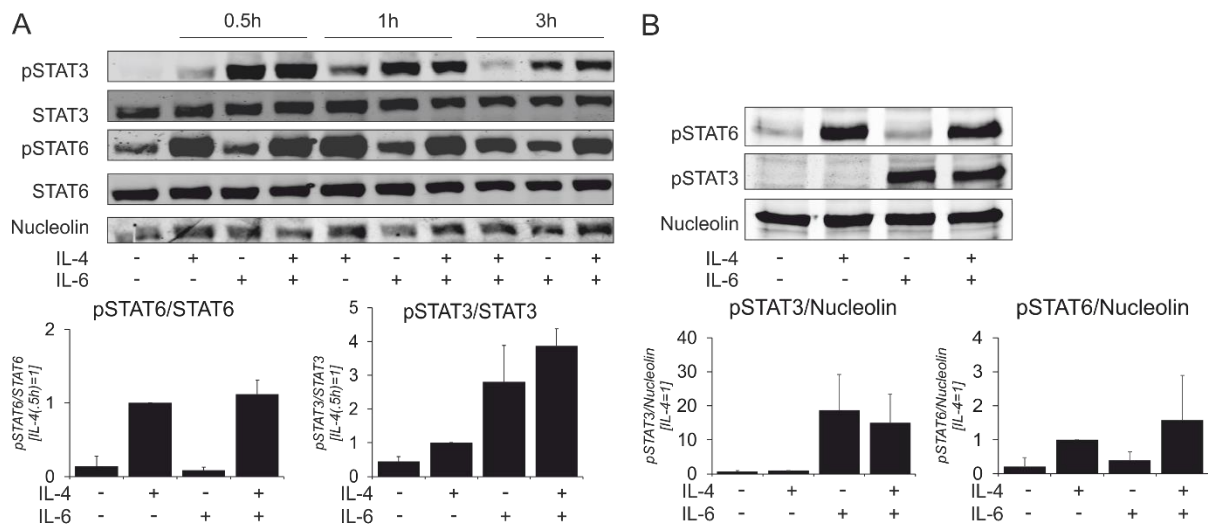 A
0.5h 1h 3h
pSTAT3
STAT3
pSTAT6
STAT6
Nucleolin
IL-4 - + - + + - + + - +
IL-6 - - + + - + + + + +
pSTAT6/STAT6
pSTAT6/STAT6
[IL-4(.5h)=1]
2
1
0
IL-4 - + - +
IL-6 - - + +
pSTAT3/STAT3
pSTAT3/STAT3
[IL-4(.5h)=1]
5
4
3
2
1
0
IL-4 - + - +
IL-6 - - + +
B
pSTAT6
pSTAT3
Nucleolin
IL-4 - + - +
IL-6 - - + +
pSTAT3/Nucleolin
pSTAT3/Nucleolin
[IL-4=1]
40
30
20
10
0
IL-4 - + - +
IL-6 - - + +
pSTAT6/Nucleolin
pSTAT6/Nucleolin
[IL-4=1]
4
2
0
IL-4 - + - +
IL-6 - - + +